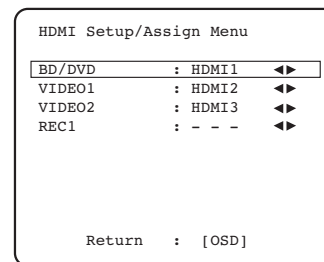 HDMI Setup/Assign Menu
BD/DVD : HDMI1 ◄►
VIDEO1 : HDMI2 ◄►
VIDEO2 : HDMI3 ◄►
REC1 : - - - ◄►
Return : [OSD]